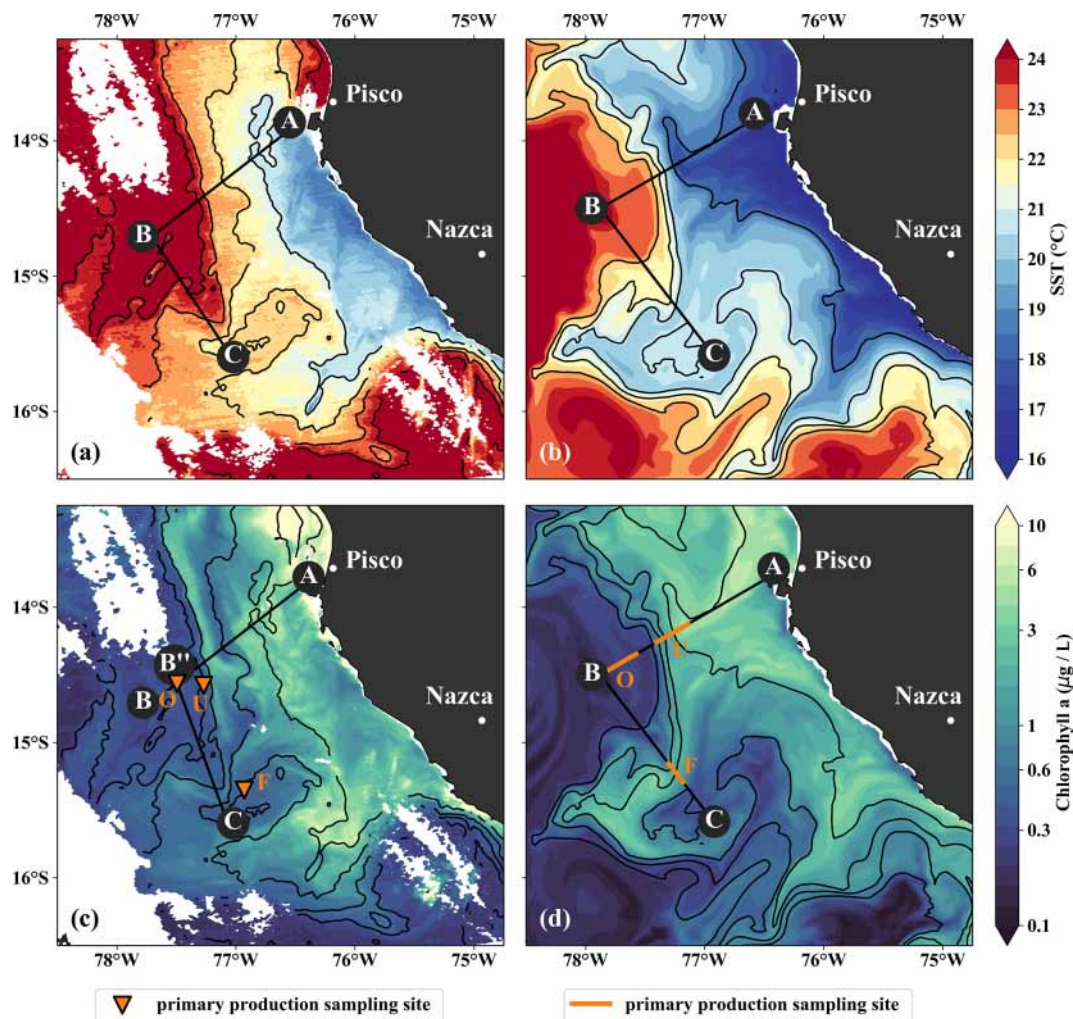 78°W 77°W 76°W 75°W 78°W 77°W 76°W 75°W
14°S
15°S
16°S
A
B
C
Pisco
Nazca
(a)
A
B
C
Pisco
Nazca
(b)
24
23
22
21
20
19
18
17
16
SST (°C)
14°S
15°S
16°S
A
B"
B
O
U
F
C
Pisco
Nazca
(c)
A
B
O
U
F
C
Pisco
Nazca
(d)
10
6
3
1
0.6
0.3
0.1
Chlorophyll a (μg / L)
78°W 77°W 76°W 75°W 78°W 77°W 76°W 75°W
primary production sampling site
primary production sampling site